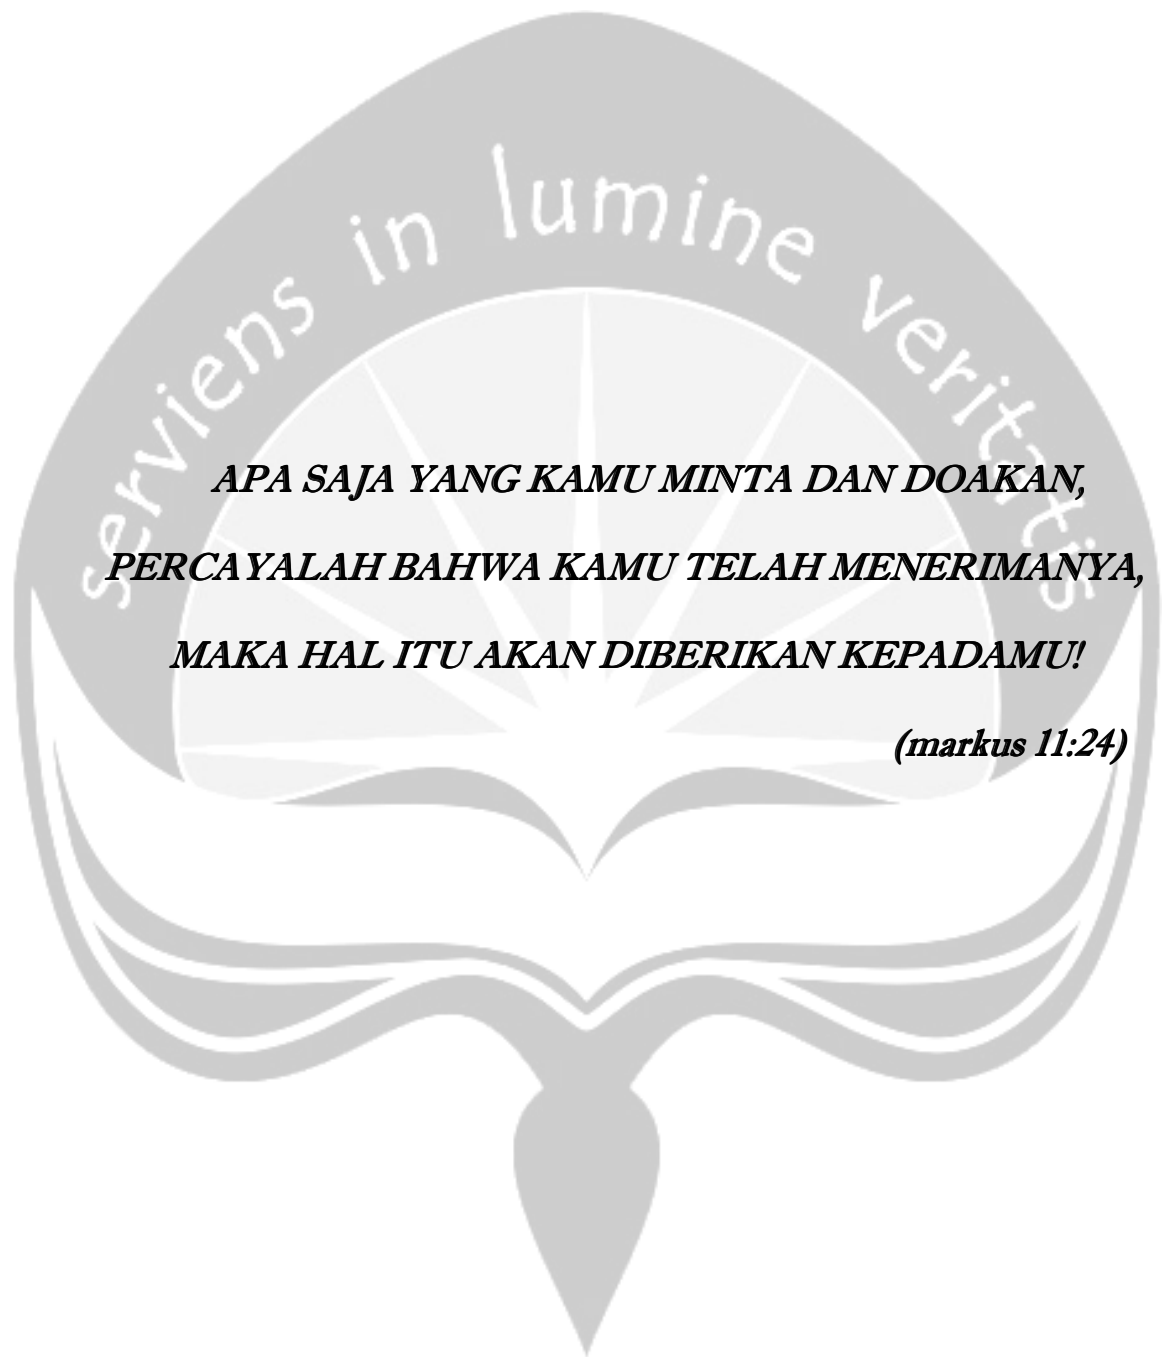 serviens in lumine veritatis
APA SAJA YANG KAMU MINTA DAN DOAKAN,
PERCAYALAH BAHWA KAMU TELAH MENERIMANYA,
MAKA HAL ITU AKAN DIBERIKAN KEPADAMU!
(markus 11:24)